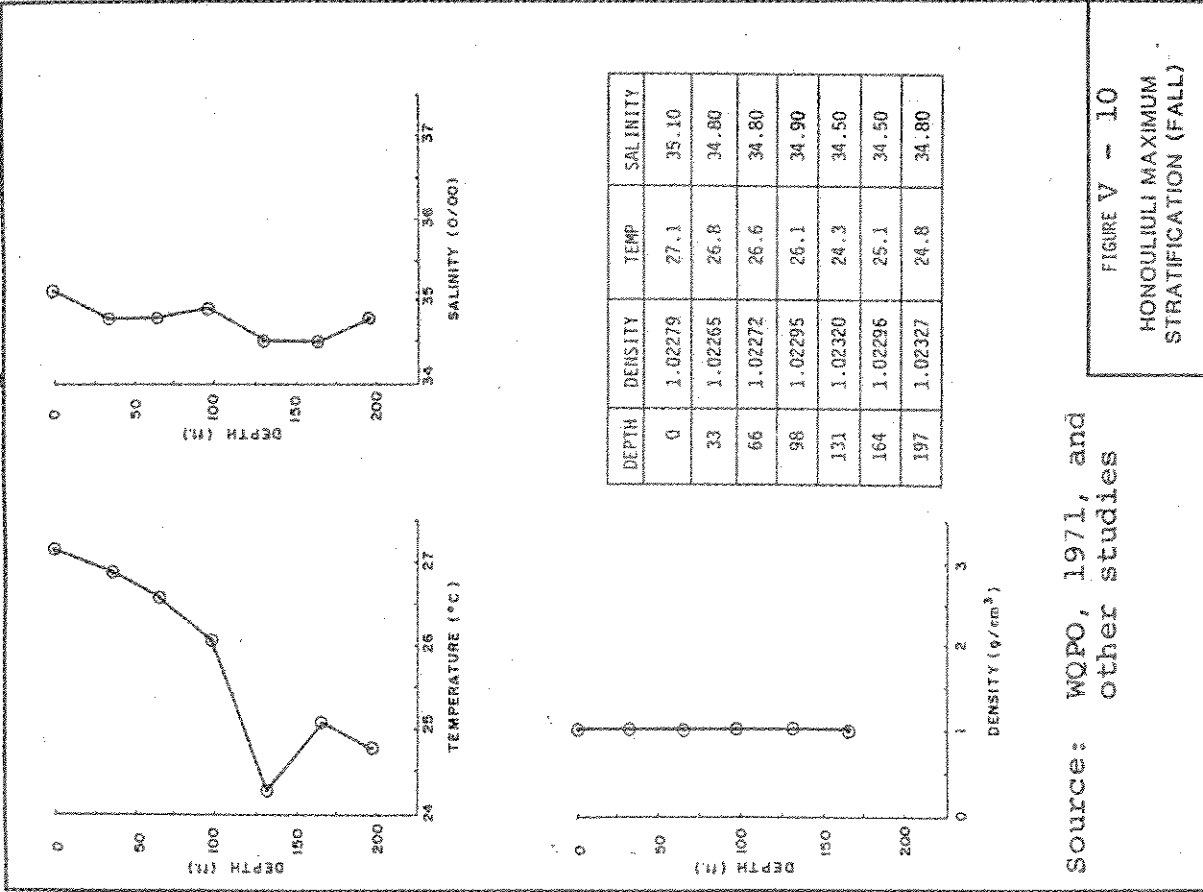 0
50
100
150
200
DEPTH (ft.)
24
25
26
27
TEMPERATURE (°C)
0
50
100
150
200
DEPTH (ft.)
34
35
36
37
SALINITY (0/00)
0
50
100
150
200
DEPTH (ft.)
0
1
2
3
DENSITY (g/cm³)
DEPTH DENSITY TEMP SALINITY
0 1.02279 27.1 35.10
33 1.02265 26.8 34.80
66 1.02272 26.6 34.80
98 1.02295 26.1 34.90
131 1.02320 24.3 34.50
164 1.02296 25.1 34.50
197 1.02327 24.8 34.80
Source: WQPO, 1971, and
other studies
FIGURE V - 10
HONOULIULI MAXIMUM
STRATIFICATION (FALL)